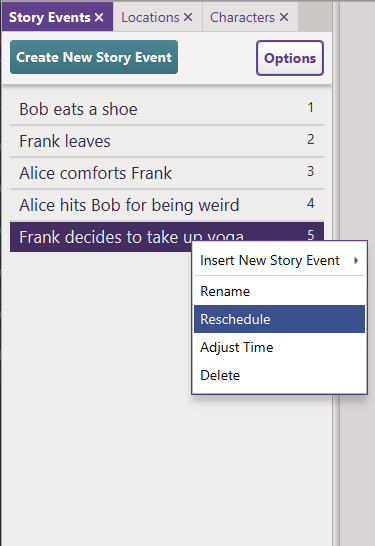 Story Events ✕ Locations ✕ Characters ✕
Create New Story Event Options
Bob eats a shoe 1
Frank leaves 2
Alice comforts Frank 3
Alice hits Bob for being weird 4
Frank decides to take up yoga 5
Insert New Story Event
Rename
Reschedule
Adjust Time
Delete